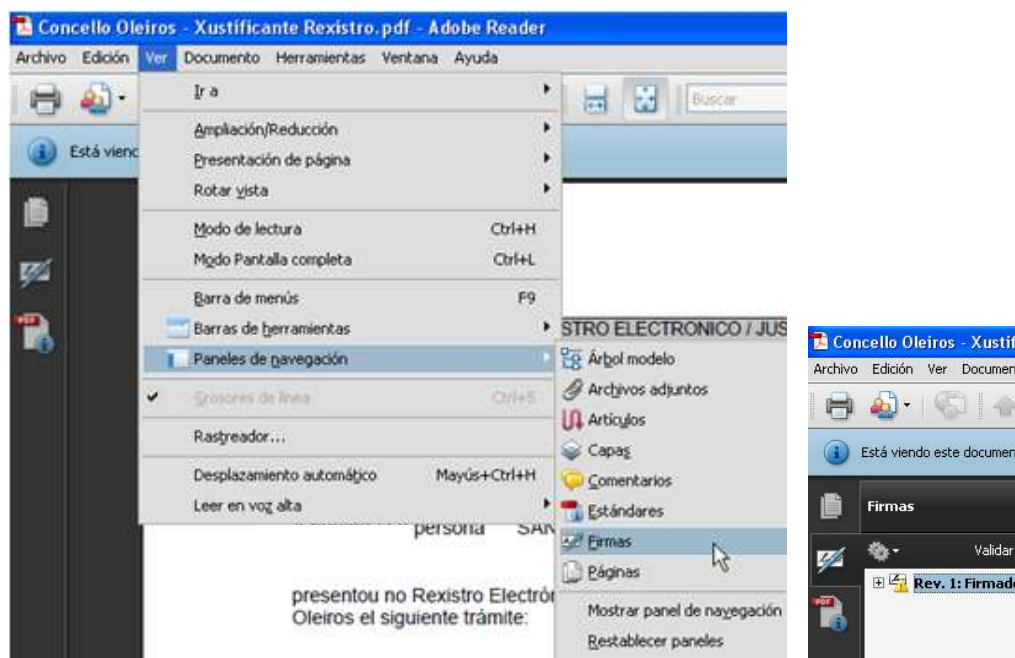 Concello Oleiros - Xustificante Rexistro.pdf - Adobe Reader
Archivo Edición Ver Documento Herramientas Ventana Ayuda
Buscar
Está viend
Ir a
Ampliación/Reducción
Presentación de página
Rotar vista
Modo de lectura Ctrl+H
Modo Pantalla completa Ctrl+L
Barra de menús F9
Barras de herramientas
Paneles de navegación
Grosores de línea Ctrl+5
Rastreador...
Desplazamiento automático Mayús+Ctrl+H
Leer en voz alta
STRO ELECTRONICO / JUS
Árbol modelo
Archivos adjuntos
Artículos
Capas
Comentarios
Estándares
Firmas
Páginas
Mostrar panel de navegación
Restablecer paneles
persona SAN
presentou no Rexistro Electrón
Oleiros el siguiente trámite:
Concello Oleiros - Xustif
Archivo Edición Ver Documen
Está viendo este documen
Firmas
Validar
Rev. 1: Firmado